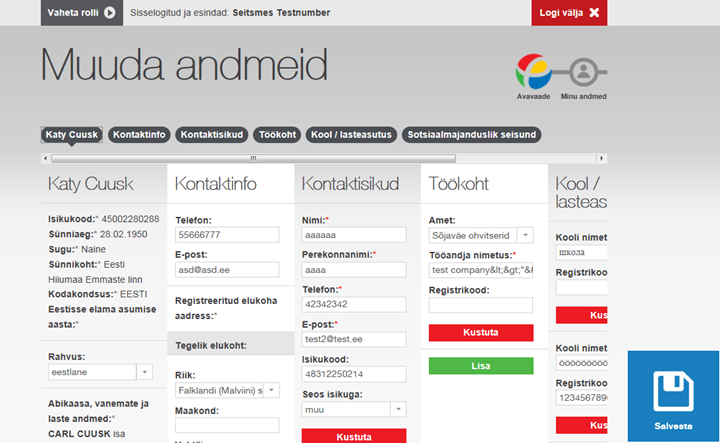 Vaheta rolli
Sisselogitud ja esindad: Seitsmes Testnumber
Logi välja
Muuda andmeid
Avavaade
Minu andmed
Katy Cuusk
Kontaktinfo
Kontaktisikud
Töökoht
Kool / lasteasutus
Sotsiaalmajanduslik seisund
Katy Cuusk
Isikukood:* 45002280288
Sünniaeg:* 28.02.1950
Sugu:* Naine
Sünnikoht:* Eesti
Hiiumaa Emmaste linn
Kodakondsus:* EESTI
Eestisse elama asumise
aasta:*
Rahvus:
eestlane
Abikaasa, vanemate ja
laste andmed:*
CARL CUUSK isa
Kontaktinfo
Telefon:
55666777
E-post:
asd@asd.ee
Registreeritud elukoha
aadress:*
Tegelik elukoht:
Riik:
Falklandi (Malviini) s
Maakond:
Kontaktisikud
Nimi:*
aaaaaa
Perekonnanimi:*
aaaa
Telefon:*
42342342
E-post:*
test2@test.ee
Isikukood:
48312250214
Seos isikuga:
muu
Kustuta
Töökoht
Amet:
Sõjaväe ohvitserid
Tööandja nimetus:*
test company&lt;&gt;"&#
Registrikood:
Kustuta
Lisa
Kool /
lasteas
Kooli nimet
школа
Registrikoo
Kus
Kooli nimet
öööööööööö
Registrikoo
1234567890
Kus
Salvesta